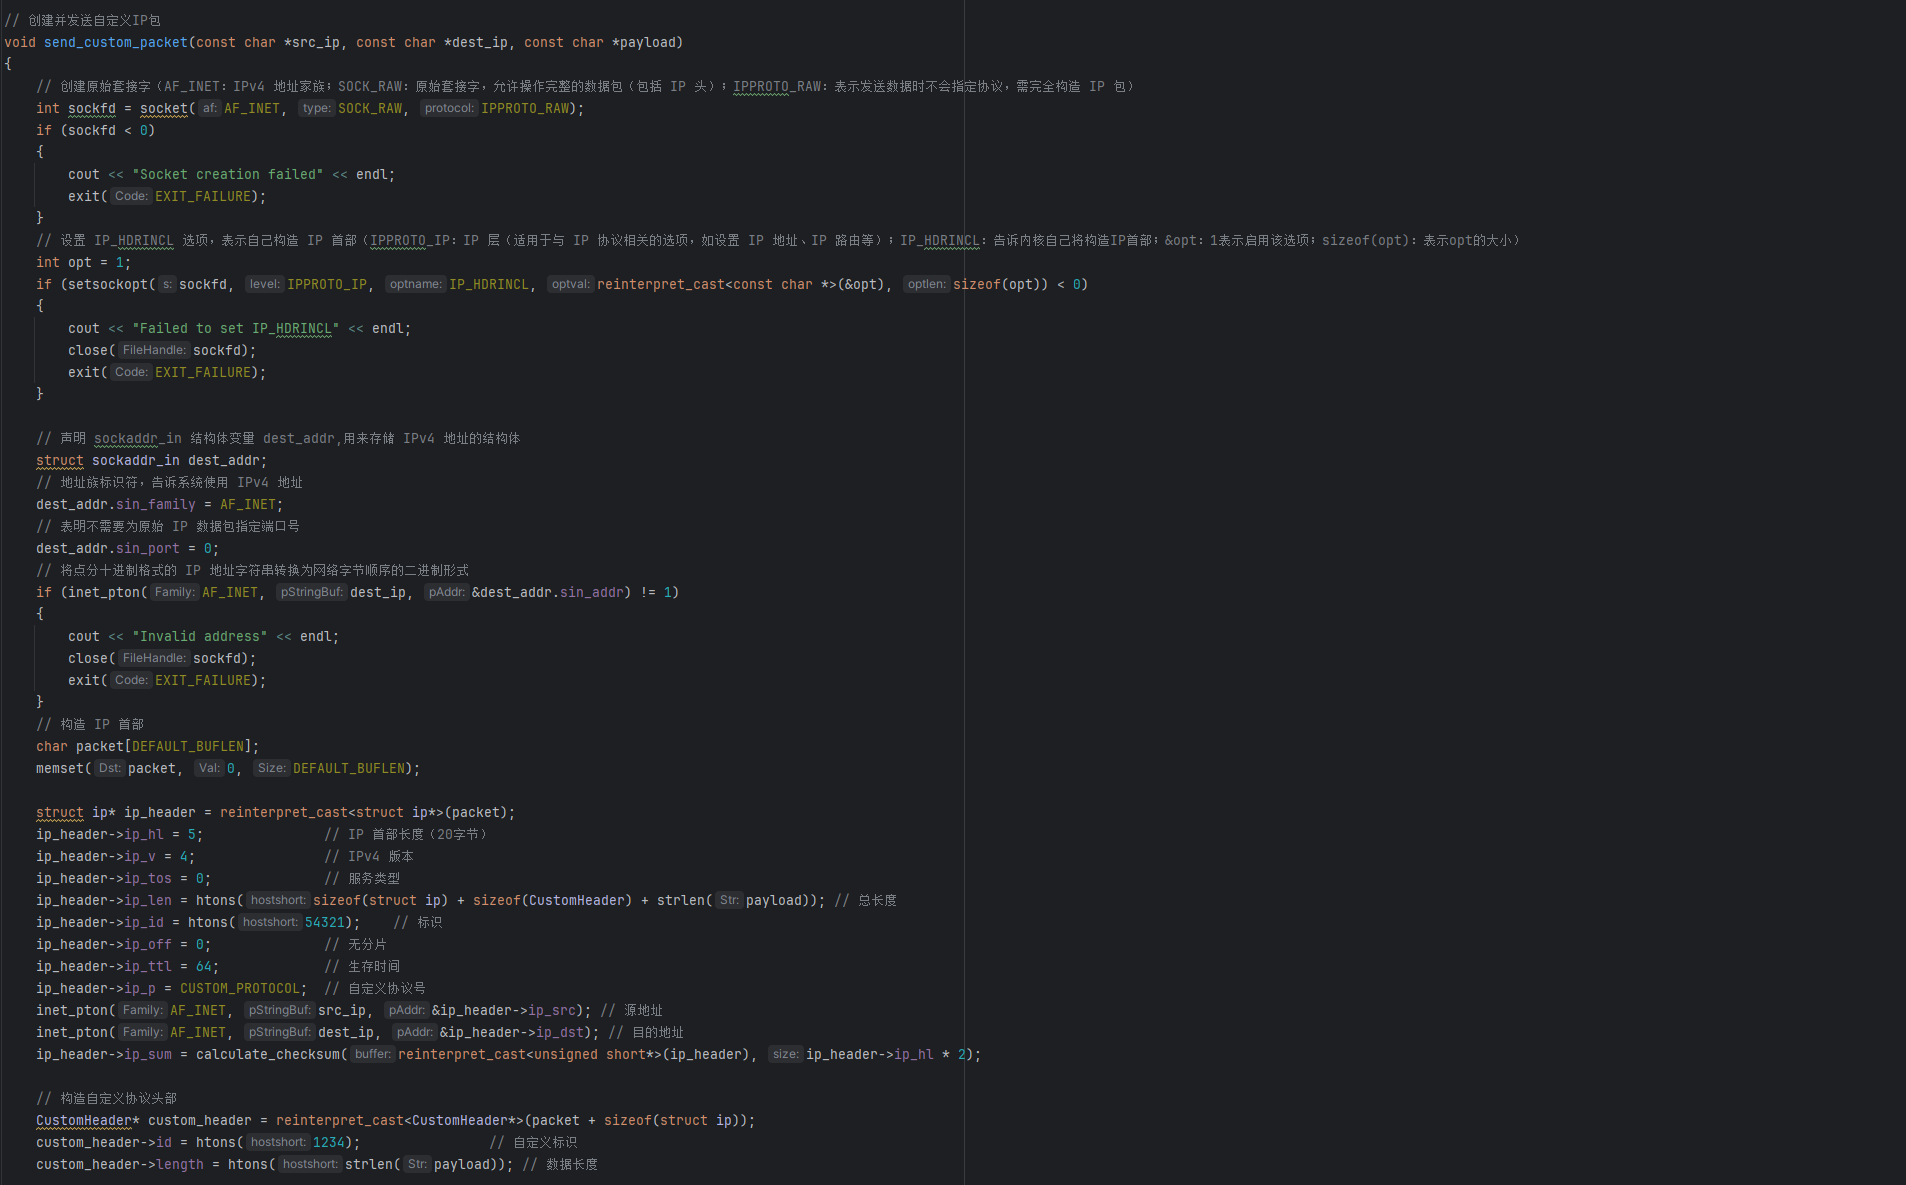 // 创建并发送自定义IP包
void send_custom_packet(const char *src_ip, const char *dest_ip, const char *payload)
{
// 创建原始套接字（AF_INET：IPv4 地址家族；SOCK_RAW：原始套接字，允许操作完整的数据包（包括 IP 头）；IPPROTO_RAW：表示发送数据时不会指定协议，需完全构造 IP 包）
int sockfd = socket( af: AF_INET, type: SOCK_RAW, protocol: IPPROTO_RAW);
if (sockfd < 0)
{
cout << "Socket creation failed" << endl;
exit( Code: EXIT_FAILURE);
}
// 设置 IP_HDRINCL 选项，表示自己构造 IP 首部（IPPROTO_IP：IP 层（适用于与 IP 协议相关的选项，如设置 IP 地址、IP 路由等）；IP_HDRINCL：告诉内核自己将构造IP首部；&opt：1表示启用该选项；sizeof(opt)：表示opt的大小）
int opt = 1;
if (setsockopt( s: sockfd, level: IPPROTO_IP, optname: IP_HDRINCL, optval: reinterpret_cast<const char *>(&opt), optlen: sizeof(opt)) < 0)
{
cout << "Failed to set IP_HDRINCL" << endl;
close( FileHandle: sockfd);
exit( Code: EXIT_FAILURE);
}
// 声明 sockaddr_in 结构体变量 dest_addr,用来存储 IPv4 地址的结构体
struct sockaddr_in dest_addr;
// 地址族标识符，告诉系统使用 IPv4 地址
dest_addr.sin_family = AF_INET;
// 表明不需要为原始 IP 数据包指定端口号
dest_addr.sin_port = 0;
// 将点分十进制格式的 IP 地址字符串转换为网络字节顺序的二进制形式
if (inet_pton( Family: AF_INET, pStringBuf: dest_ip, pAddr: &dest_addr.sin_addr) != 1)
{
cout << "Invalid address" << endl;
close( FileHandle: sockfd);
exit( Code: EXIT_FAILURE);
}
// 构造 IP 首部
char packet[DEFAULT_BUFLEN];
memset( Dst: packet, Val: 0, Size: DEFAULT_BUFLEN);
struct ip* ip_header = reinterpret_cast<struct ip*>(packet);
ip_header->ip_hl = 5; // IP 首部长度（20字节）
ip_header->ip_v = 4; // IPv4 版本
ip_header->ip_tos = 0; // 服务类型
ip_header->ip_len = htons( hostshort: sizeof(struct ip) + sizeof(CustomHeader) + strlen( Str: payload)); // 总长度
ip_header->ip_id = htons( hostshort: 54321); // 标识
ip_header->ip_off = 0; // 无分片
ip_header->ip_ttl = 64; // 生存时间
ip_header->ip_p = CUSTOM_PROTOCOL; // 自定义协议号
inet_pton( Family: AF_INET, pStringBuf: src_ip, pAddr: &ip_header->ip_src); // 源地址
inet_pton( Family: AF_INET, pStringBuf: dest_ip, pAddr: &ip_header->ip_dst); // 目的地址
ip_header->ip_sum = calculate_checksum( buffer: reinterpret_cast<unsigned short*>(ip_header), size: ip_header->ip_hl * 2);
// 构造自定义协议头部
CustomHeader* custom_header = reinterpret_cast<CustomHeader*>(packet + sizeof(struct ip));
custom_header->id = htons( hostshort: 1234); // 自定义标识
custom_header->length = htons( hostshort: strlen( Str: payload)); // 数据长度